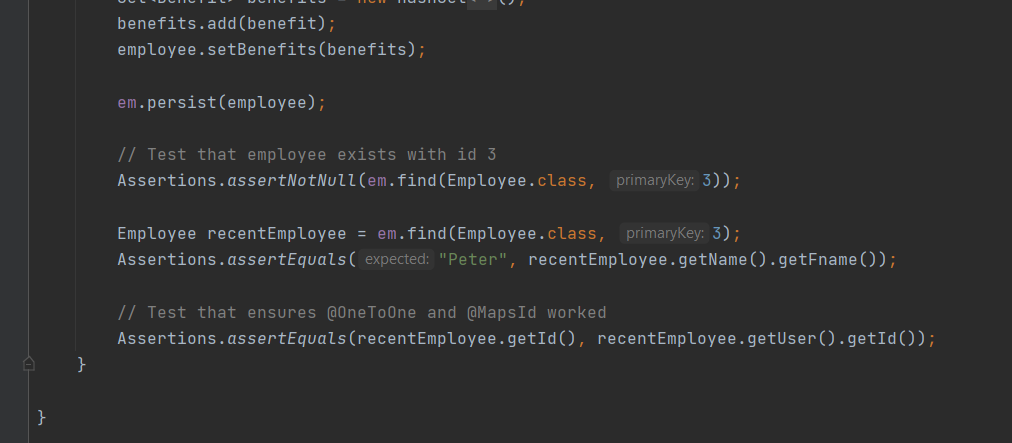 Set<Benefit> benefits = new HashSet<>();
benefits.add(benefit);
employee.setBenefits(benefits);
em.persist(employee);
// Test that employee exists with id 3
Assertions.assertNotNull(em.find(Employee.class, primaryKey: 3));
Employee recentEmployee = em.find(Employee.class, primaryKey: 3);
Assertions.assertEquals( expected: "Peter", recentEmployee.getName().getFname());
// Test that ensures @OneToOne and @MapsId worked
Assertions.assertEquals(recentEmployee.getId(), recentEmployee.getUser().getId());
}
}